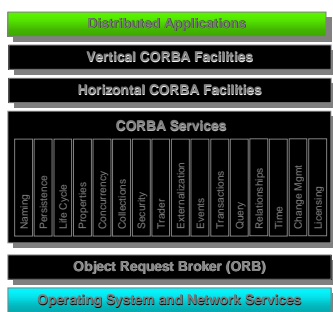 Distributed Applications
Vertical CORBA Facilities
Horizontal CORBA Facilities
CORBA Services
Naming
Persistence
Life Cycle
Properties
Concurrency
Collections
Security
Trader
Externalization
Events
Transactions
Query
Relationships
Time
Change Mgmt
Licensing
Object Request Broker (ORB)
Operating System and Network Services